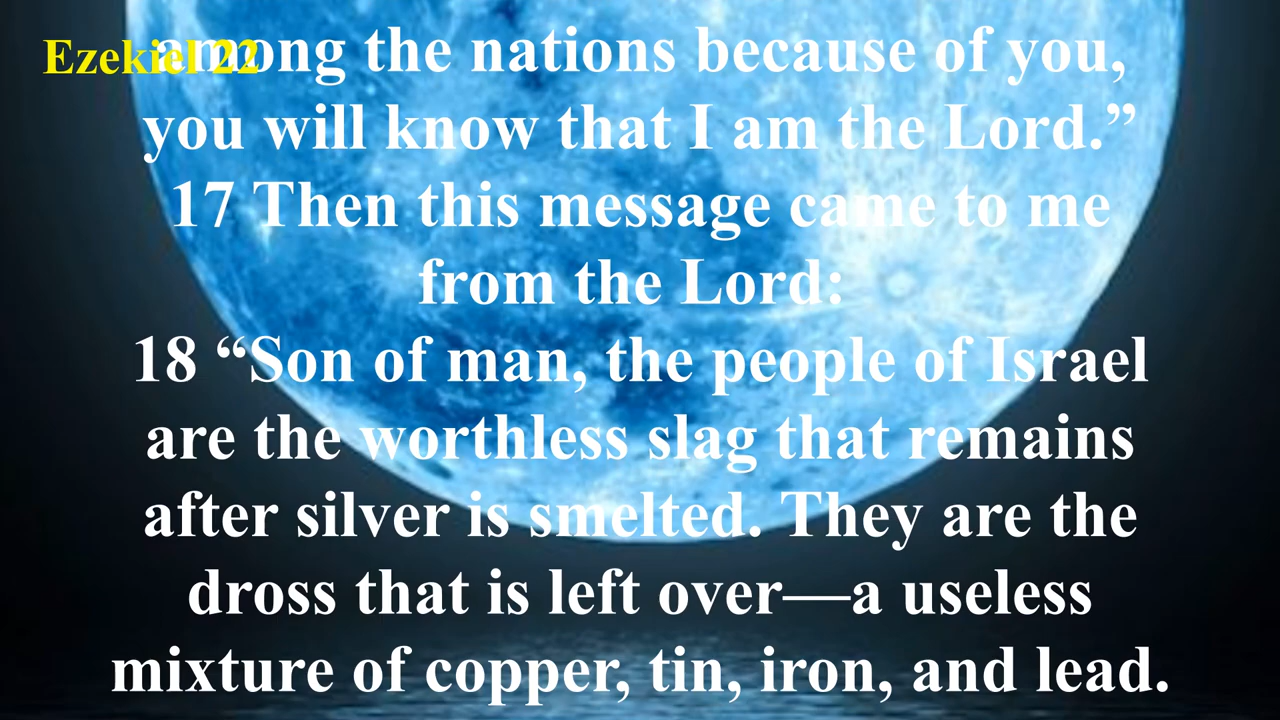 Ezekiel 22
among the nations because of you,
you will know that I am the Lord.”
17 Then this message came to me
from the Lord:
18 “Son of man, the people of Israel
are the worthless slag that remains
after silver is smelted. They are the
dross that is left over—a useless
mixture of copper, tin, iron, and lead.